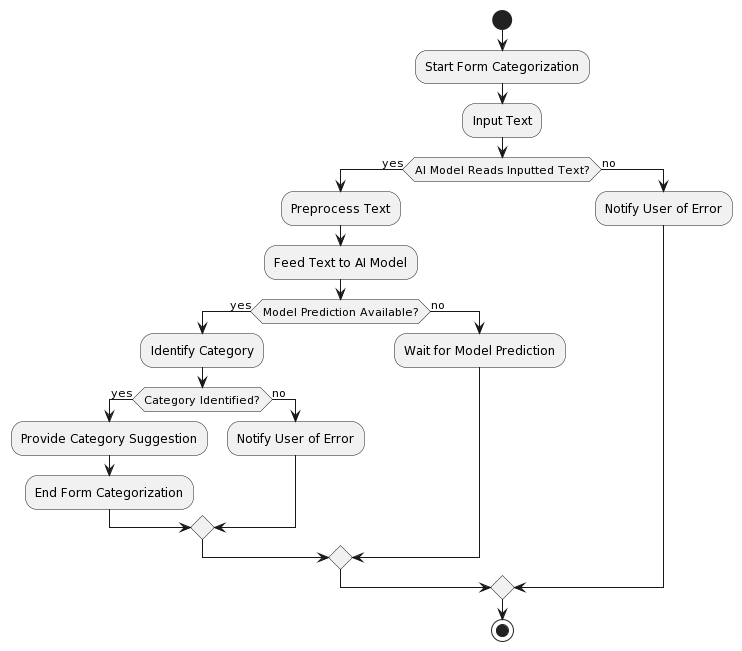 Start Form Categorization
Input Text
yes
AI Model Reads Inputted Text?
no
Preprocess Text
Notify User of Error
Feed Text to AI Model
yes
Model Prediction Available?
no
Identify Category
Wait for Model Prediction
yes
Category Identified?
no
Provide Category Suggestion
Notify User of Error
End Form Categorization